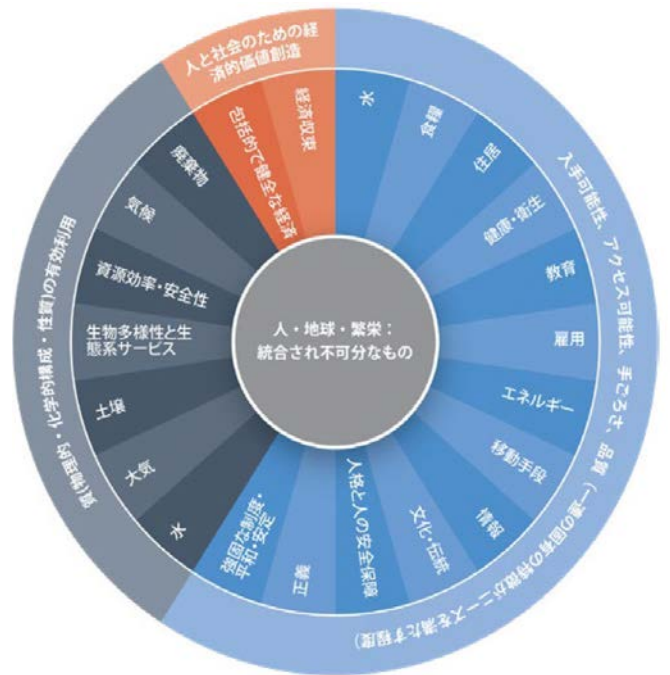 人と社会のための経
済的価値創造
包括的で健全な経済
経済収束
入手可能性、アクセス可能性、手ごろさ、品質（一連の固有の特徴がニーズを満たす程度）
水
食糧
住居
健康・衛生
教育
雇用
エネルギー
移動手段
情報
文化・伝統
人格と人の安全保障
正義
強固な制度・
平和・安定
質(物理的・化学的構成・性質)の有効利用
水
大気
土壌
生物多様性と生
態系サービス
資源効率・安全性
気候
廃棄物
人・地球・繁栄：
統合され不可分なもの